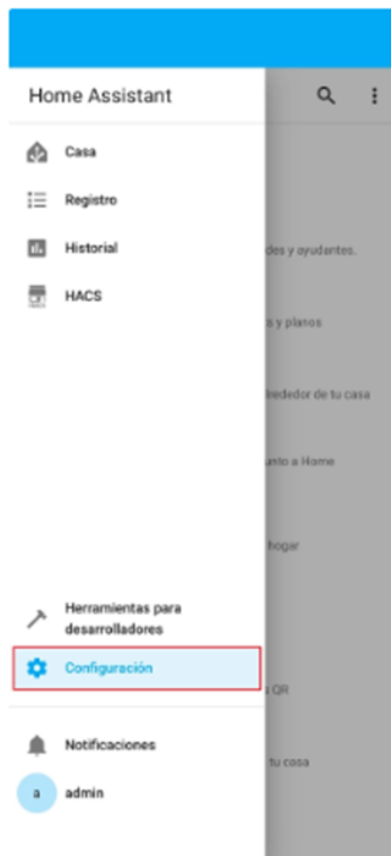 Home Assistant
Casa
Registro
Historial
des y ayudantes.
HACS
s y planos
lrededor de tu casa
unto a Home
hogar
Herramientas para
desarrolladores
Configuración
QR
Notificaciones
tu cosa
a admin